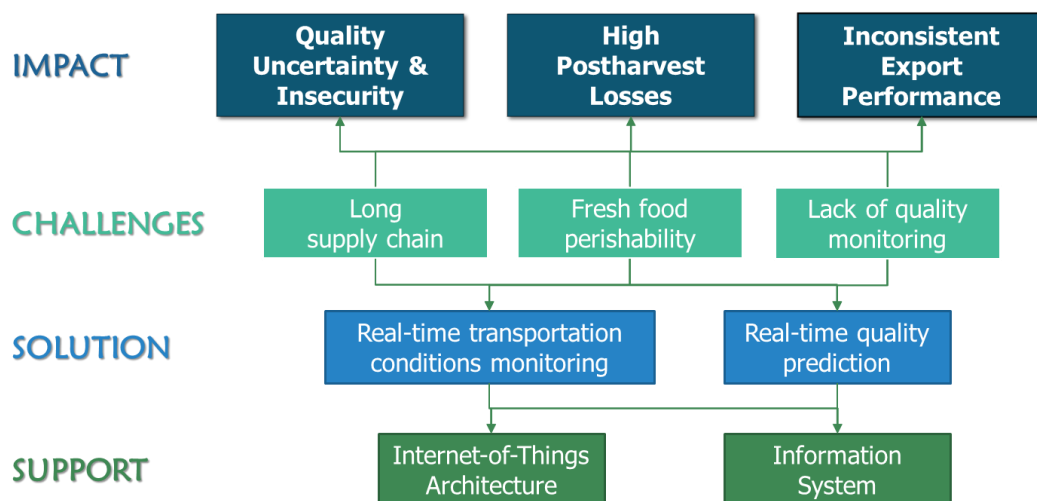 IMPACT
Quality
Uncertainty &
Insecurity
High
Postharvest
Losses
Inconsistent
Export
Performance
CHALLENGES
Long
supply chain
Fresh food
perishability
Lack of quality
monitoring
SOLUTION
Real-time transportation
conditions monitoring
Real-time quality
prediction
SUPPORT
Internet-of-Things
Architecture
Information
System